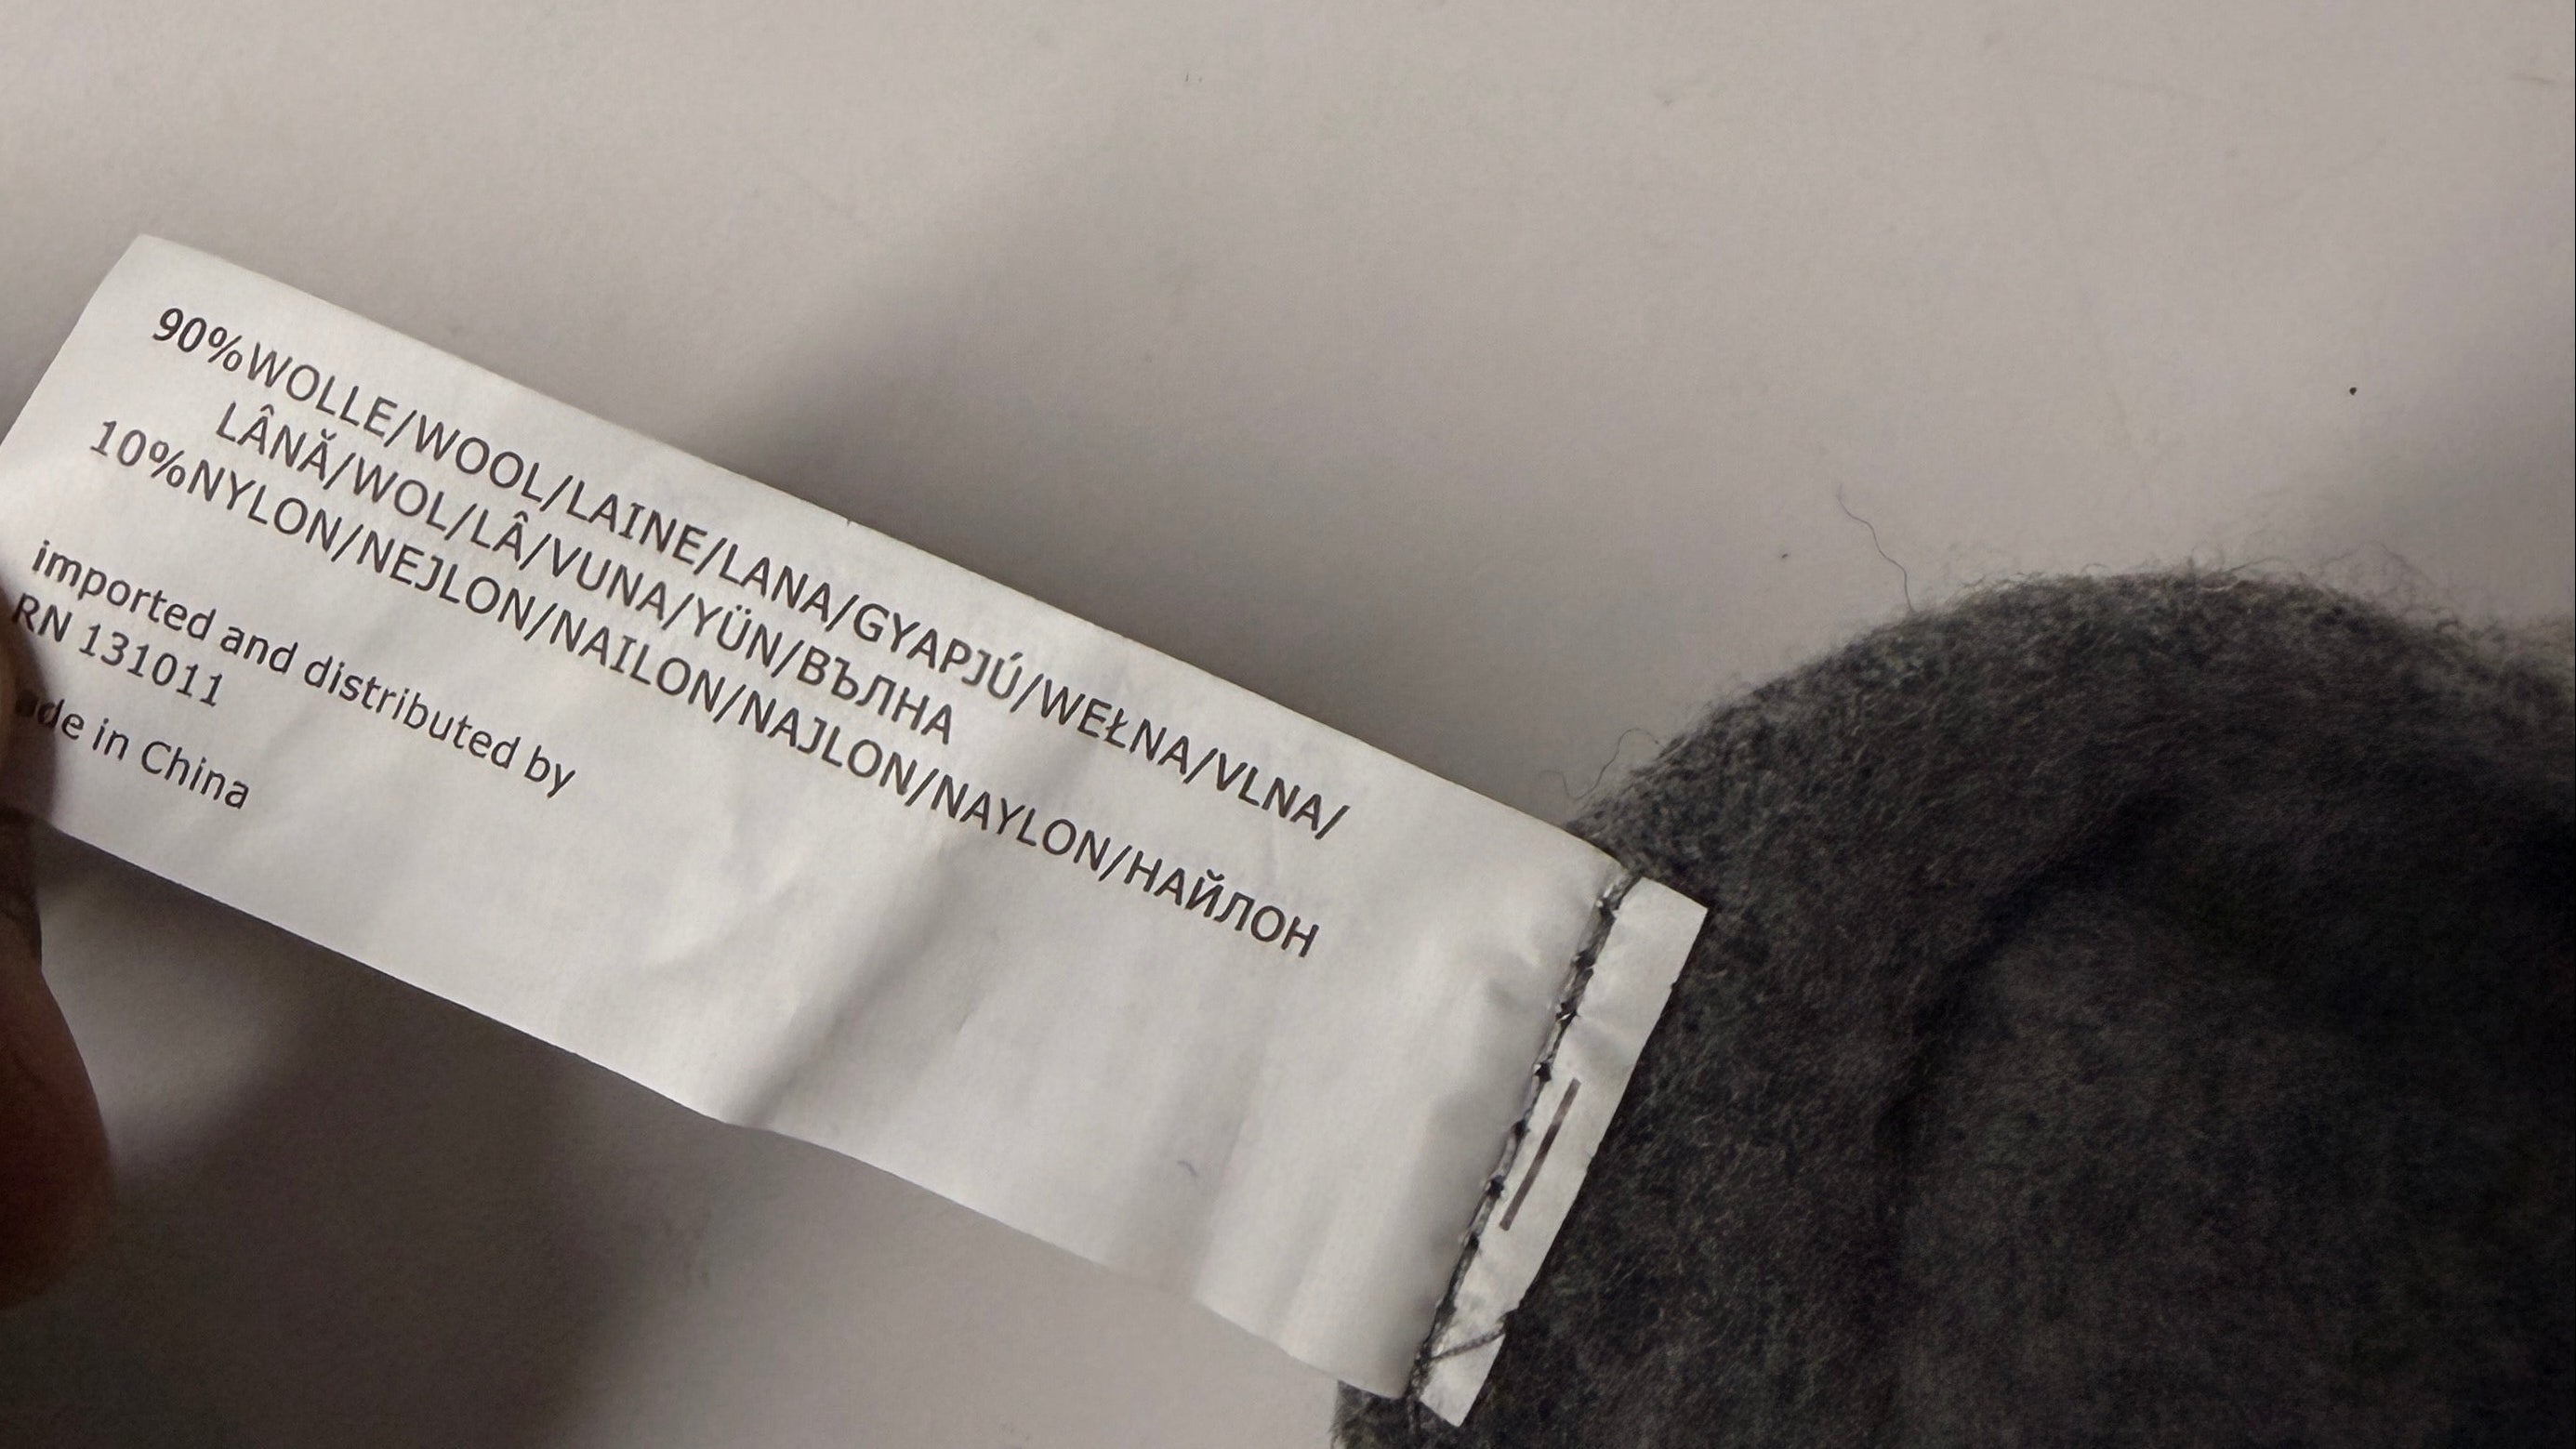 90%WOLLE/WOOL/LAINE/LANA/GYAPJÚ/WEŁNA/VLNA/
LÂNĂ/WOL/LÂ/VUNA/YÜN/ВЪЛНА
10%NYLON/NEJLON/NAILON/NAJLON/NAYLON/НАЙЛОН
imported and distributed by
RN 131011
de in China